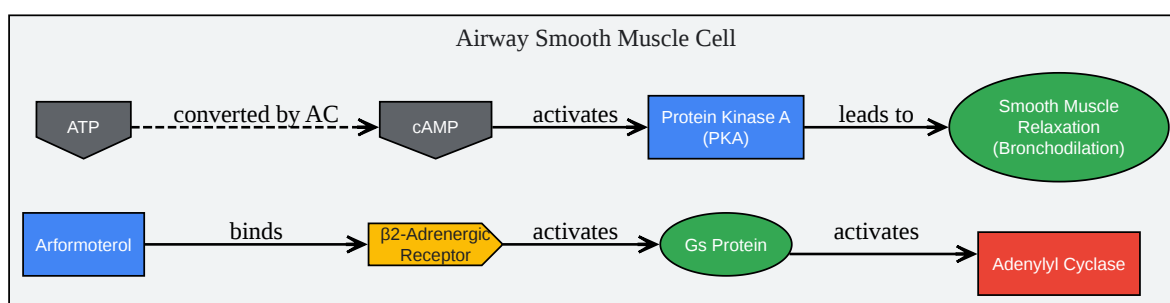 Airway Smooth Muscle Cell
ATP
converted by AC
cAMP
activates
Protein Kinase A
(PKA)
leads to
Smooth Muscle
Relaxation
(Bronchodilation)
Arformoterol
binds
β2-Adrenergic
Receptor
activates
Gs Protein
activates
Adenylyl Cyclase